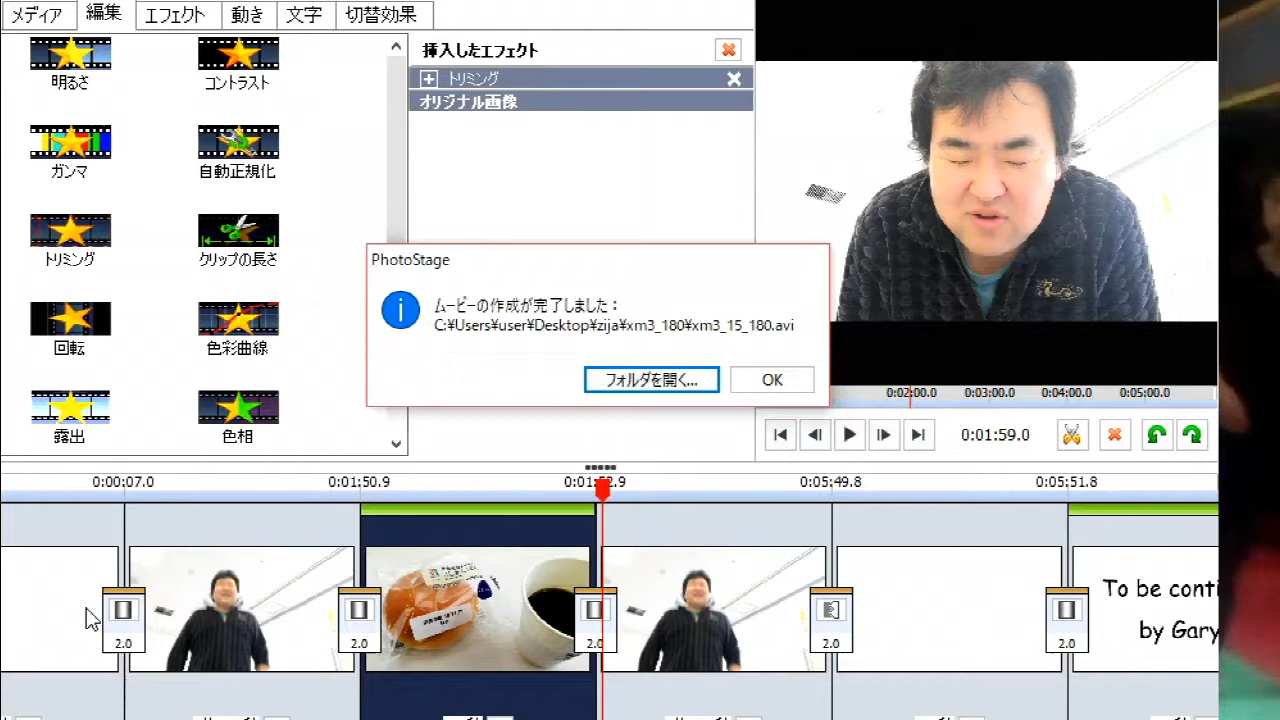 メディア 編集 エフェクト 動き 文字 切替効果
明るさ コントラスト
ガンマ 自動正規化
トリミング クリップの長さ
回転 色彩曲線
露出 色相
挿入したエフェクト
トリミング
オリジナル画像
PhotoStage
ムービーの作成が完了しました：
C:¥Users¥user¥Desktop¥zija¥xm3_180¥xm3_15_180.avi
フォルダを開く... OK
0:02:00.0 0:03:00.0 0:04:00.0 0:05:00.0
0:01:59.0
0:00:07.0 0:01:50.9 0:05:49.8 0:05:51.8
2.0 2.0 2.0 2.0 2.0
To be conti
by Gary